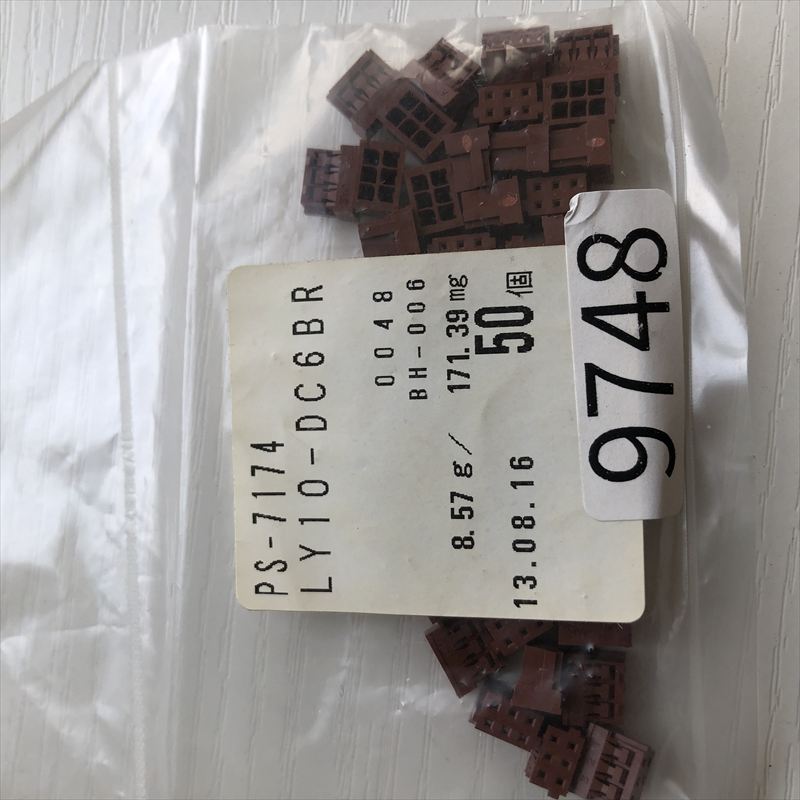 PS-7174
LY10-DC6BR
0048
BH-006
8.57g/ 171.39mg
50個
13.08.16
9748